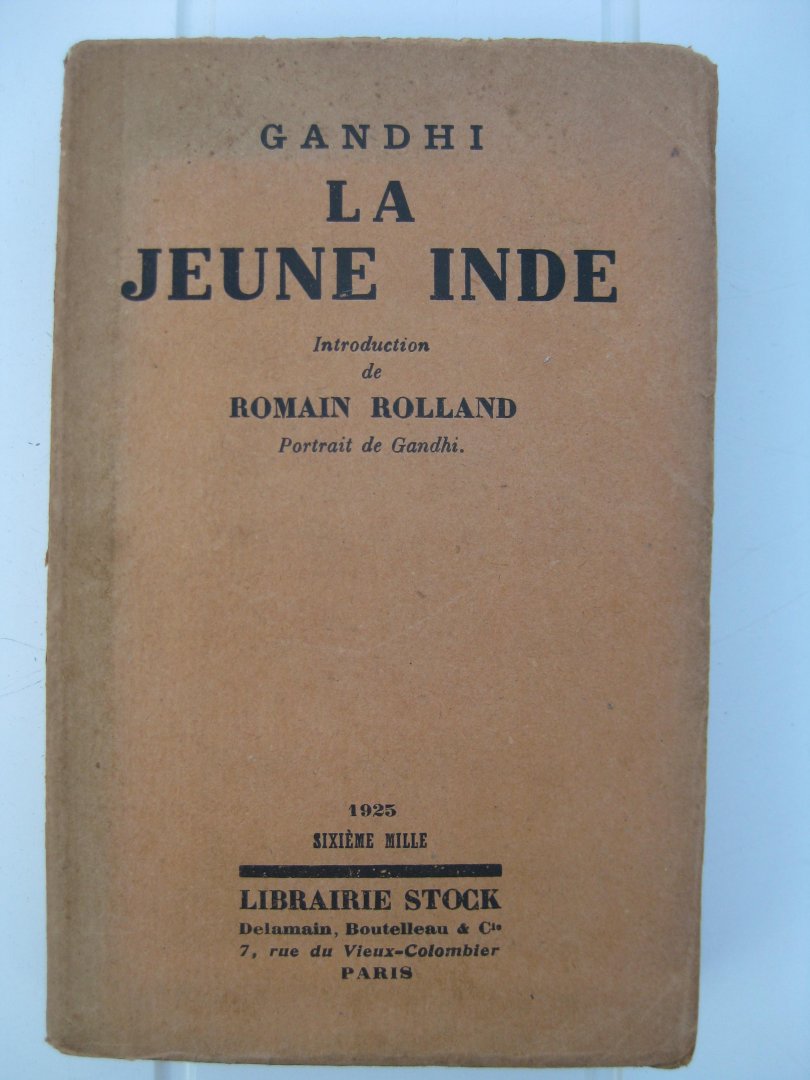 GANDHI
LA
JEUNE INDE
Introduction
de
ROMAIN ROLLAND
Portrait de Gandhi.
1925
SIXIÈME MILLE
LIBRAIRIE STOCK
Delamain, Boutelleau & Cie
7, rue du Vieux-Colombier
PARIS